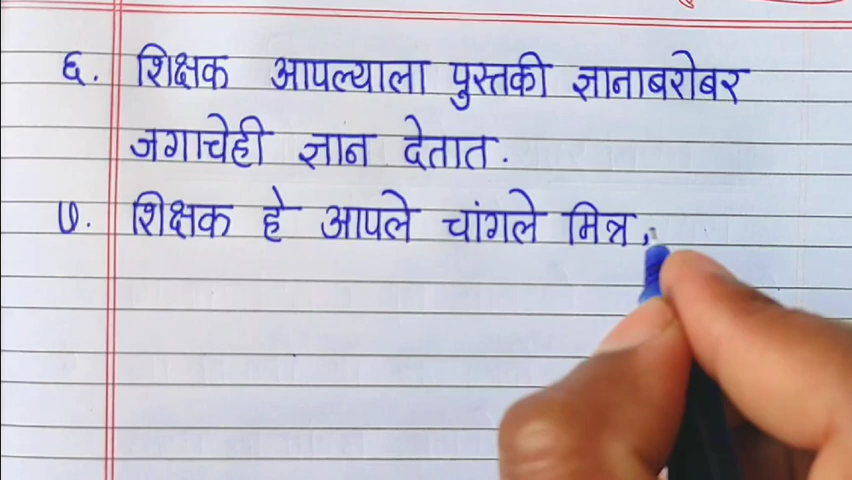 ६. शिक्षक आपल्याला पुस्तकी ज्ञानाबरोबर
जगाचेही ज्ञान देतात.
७. शिक्षक हे आपले चांगले मित्र,